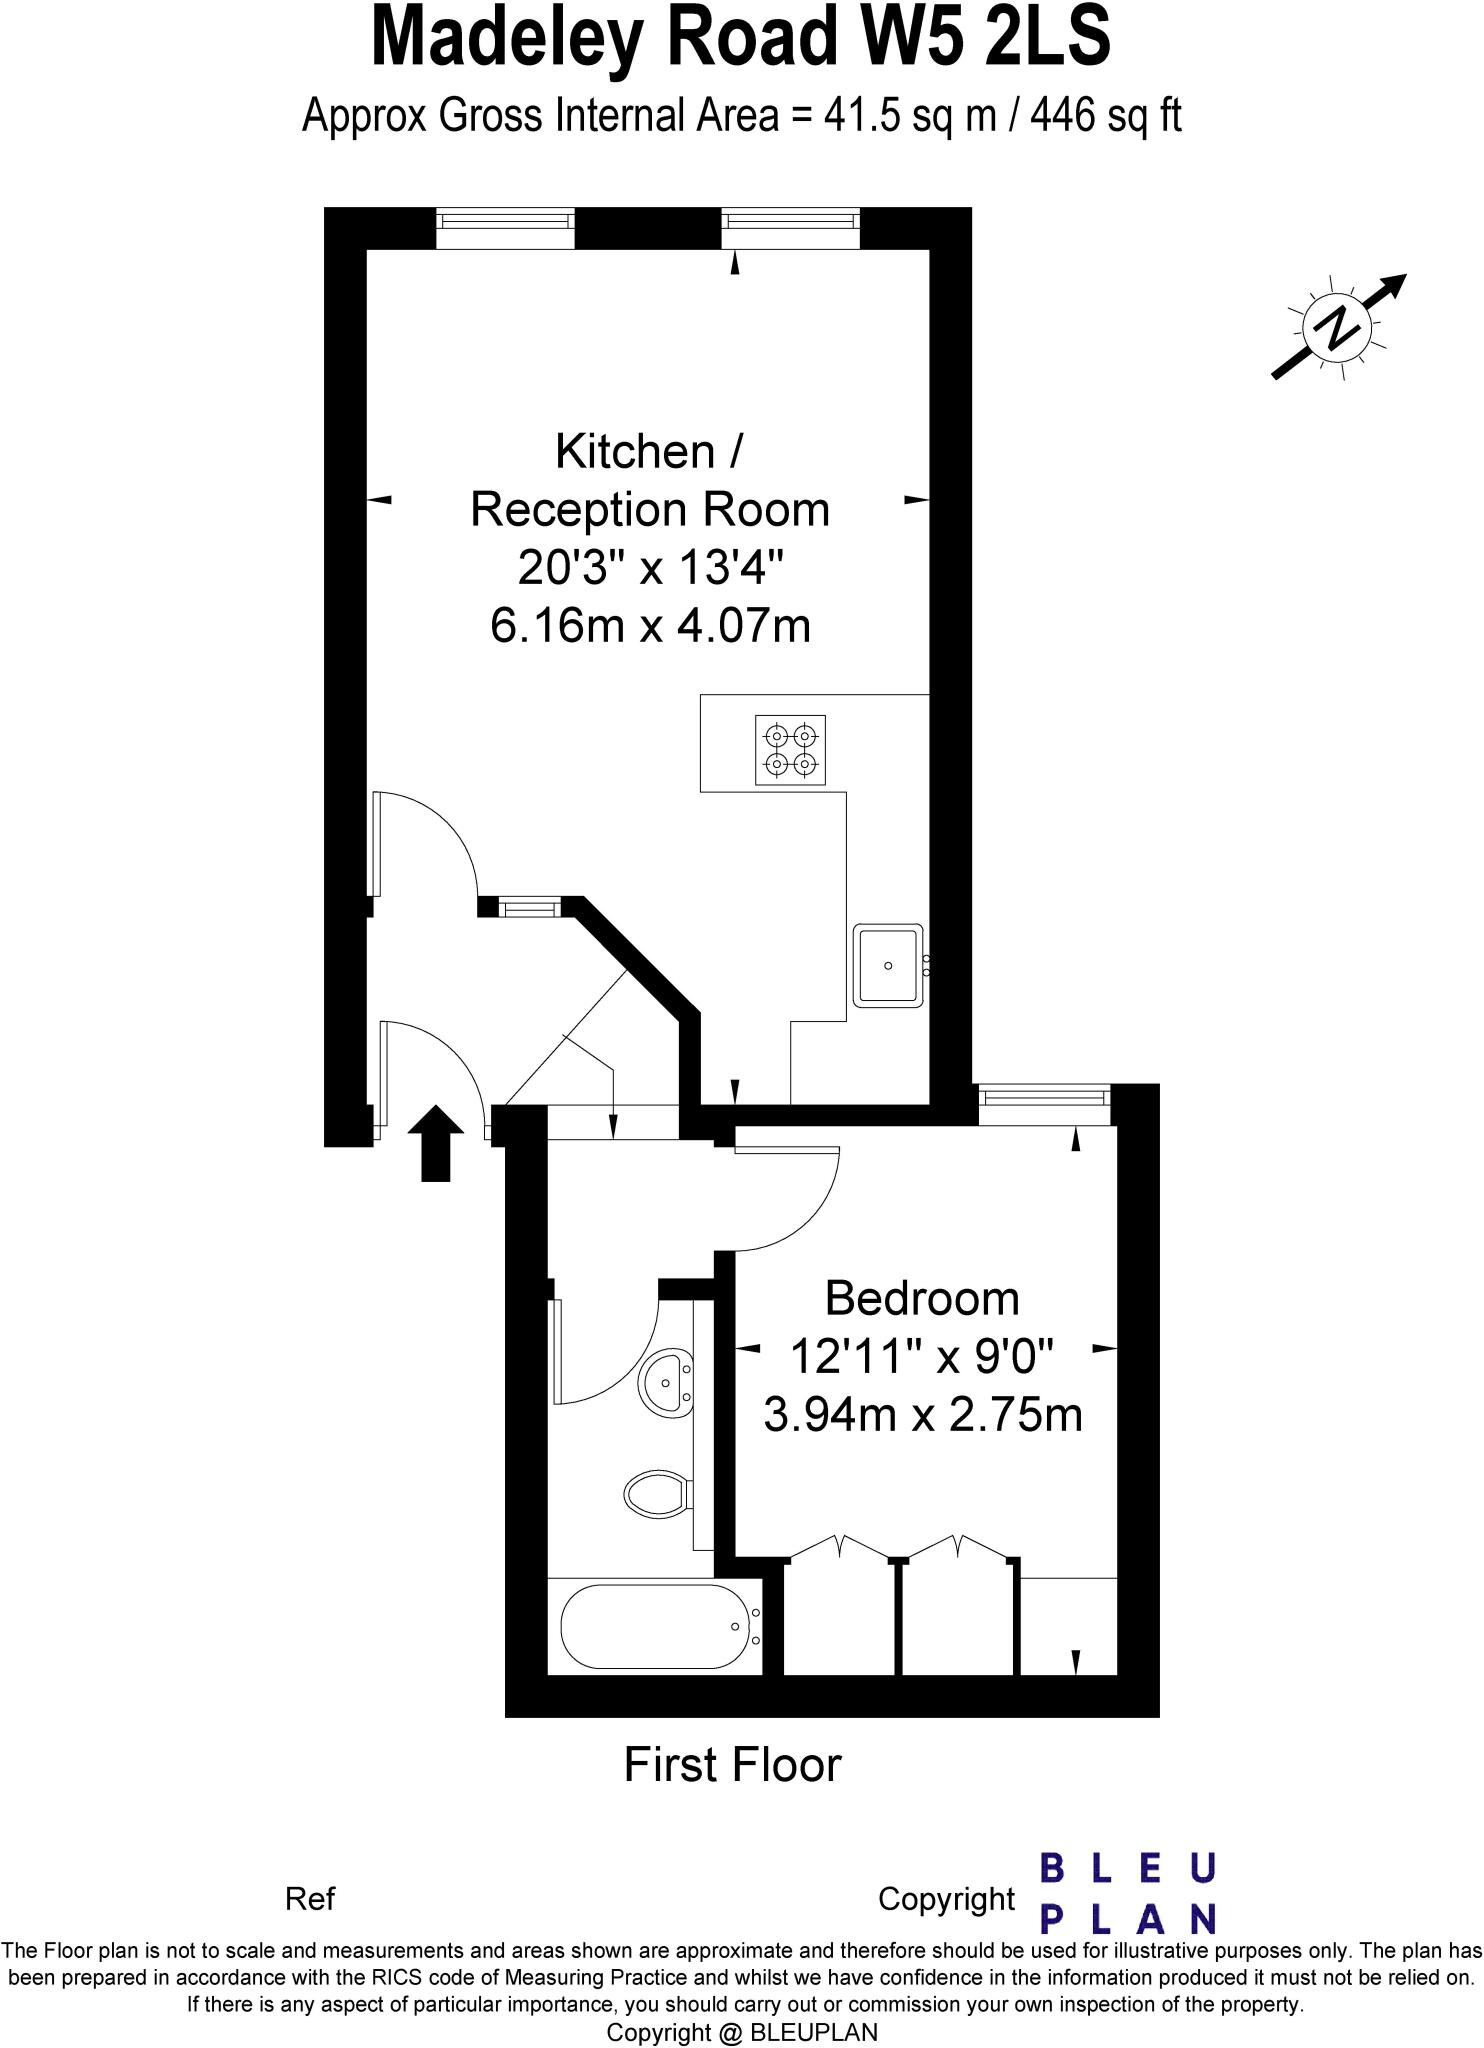 Madeley Road W5 2LS
Approx Gross Internal Area = 41.5 sq m / 446 sq ft
N
Kitchen /
Reception Room
20'3" x 13'4"
6.16m x 4.07m
Bedroom
12'11" x 9'0"
3.94m x 2.75m
First Floor
Ref
Copyright
BLEU
PLAN
The Floor plan is not to scale and measurements and areas shown are approximate and therefore should be used for illustrative purposes only. The plan has
been prepared in accordance with the RICS code of Measuring Practice and whilst we have confidence in the information produced it must not be relied on.
If there is any aspect of particular importance, you should carry out or commission your own inspection of the property.
Copyright @ BLEUPLAN